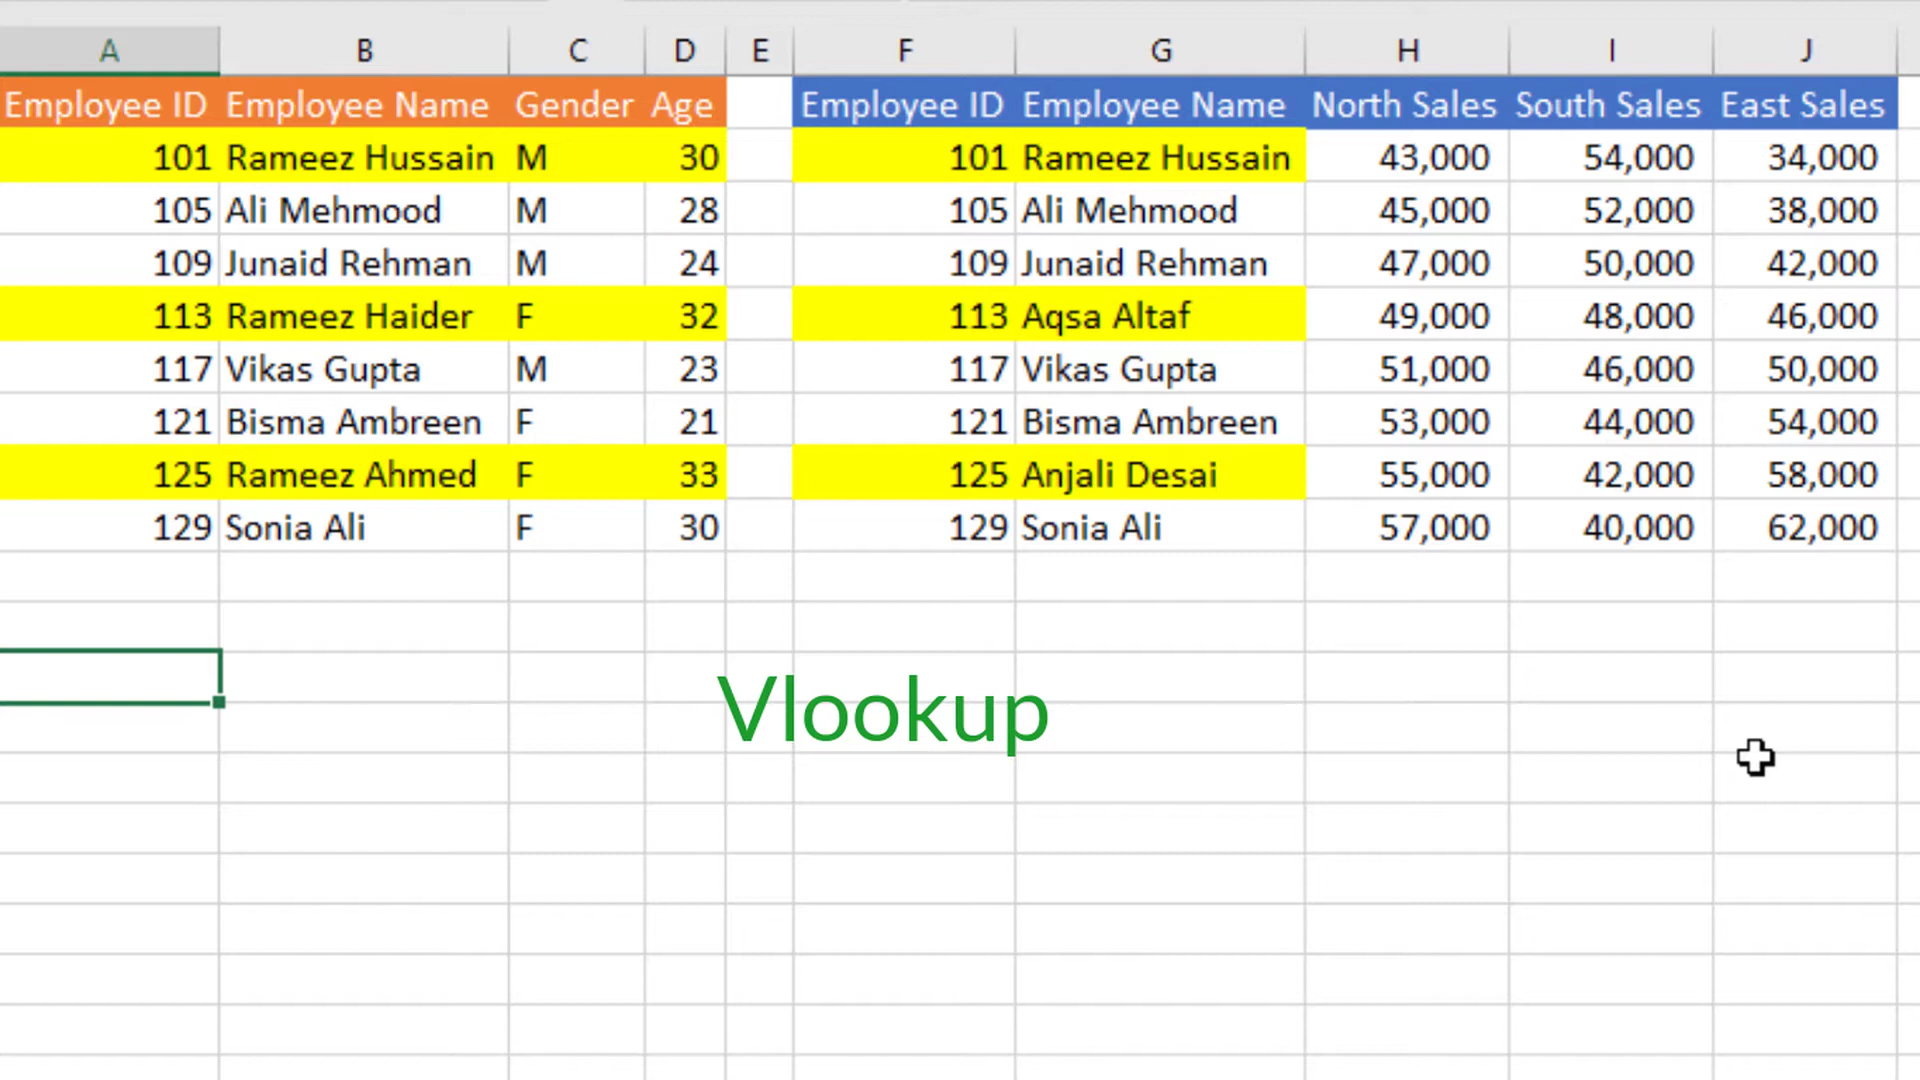 A B C D E F G H I J
Employee ID Employee Name Gender Age Employee ID Employee Name North Sales South Sales East Sales
101 Rameez Hussain M 30 101 Rameez Hussain 43,000 54,000 34,000
105 Ali Mehmood M 28 105 Ali Mehmood 45,000 52,000 38,000
109 Junaid Rehman M 24 109 Junaid Rehman 47,000 50,000 42,000
113 Rameez Haider F 32 113 Aqsa Altaf 49,000 48,000 46,000
117 Vikas Gupta M 23 117 Vikas Gupta 51,000 46,000 50,000
121 Bisma Ambreen F 21 121 Bisma Ambreen 53,000 44,000 54,000
125 Rameez Ahmed F 33 125 Anjali Desai 55,000 42,000 58,000
129 Sonia Ali F 30 129 Sonia Ali 57,000 40,000 62,000
Vlookup